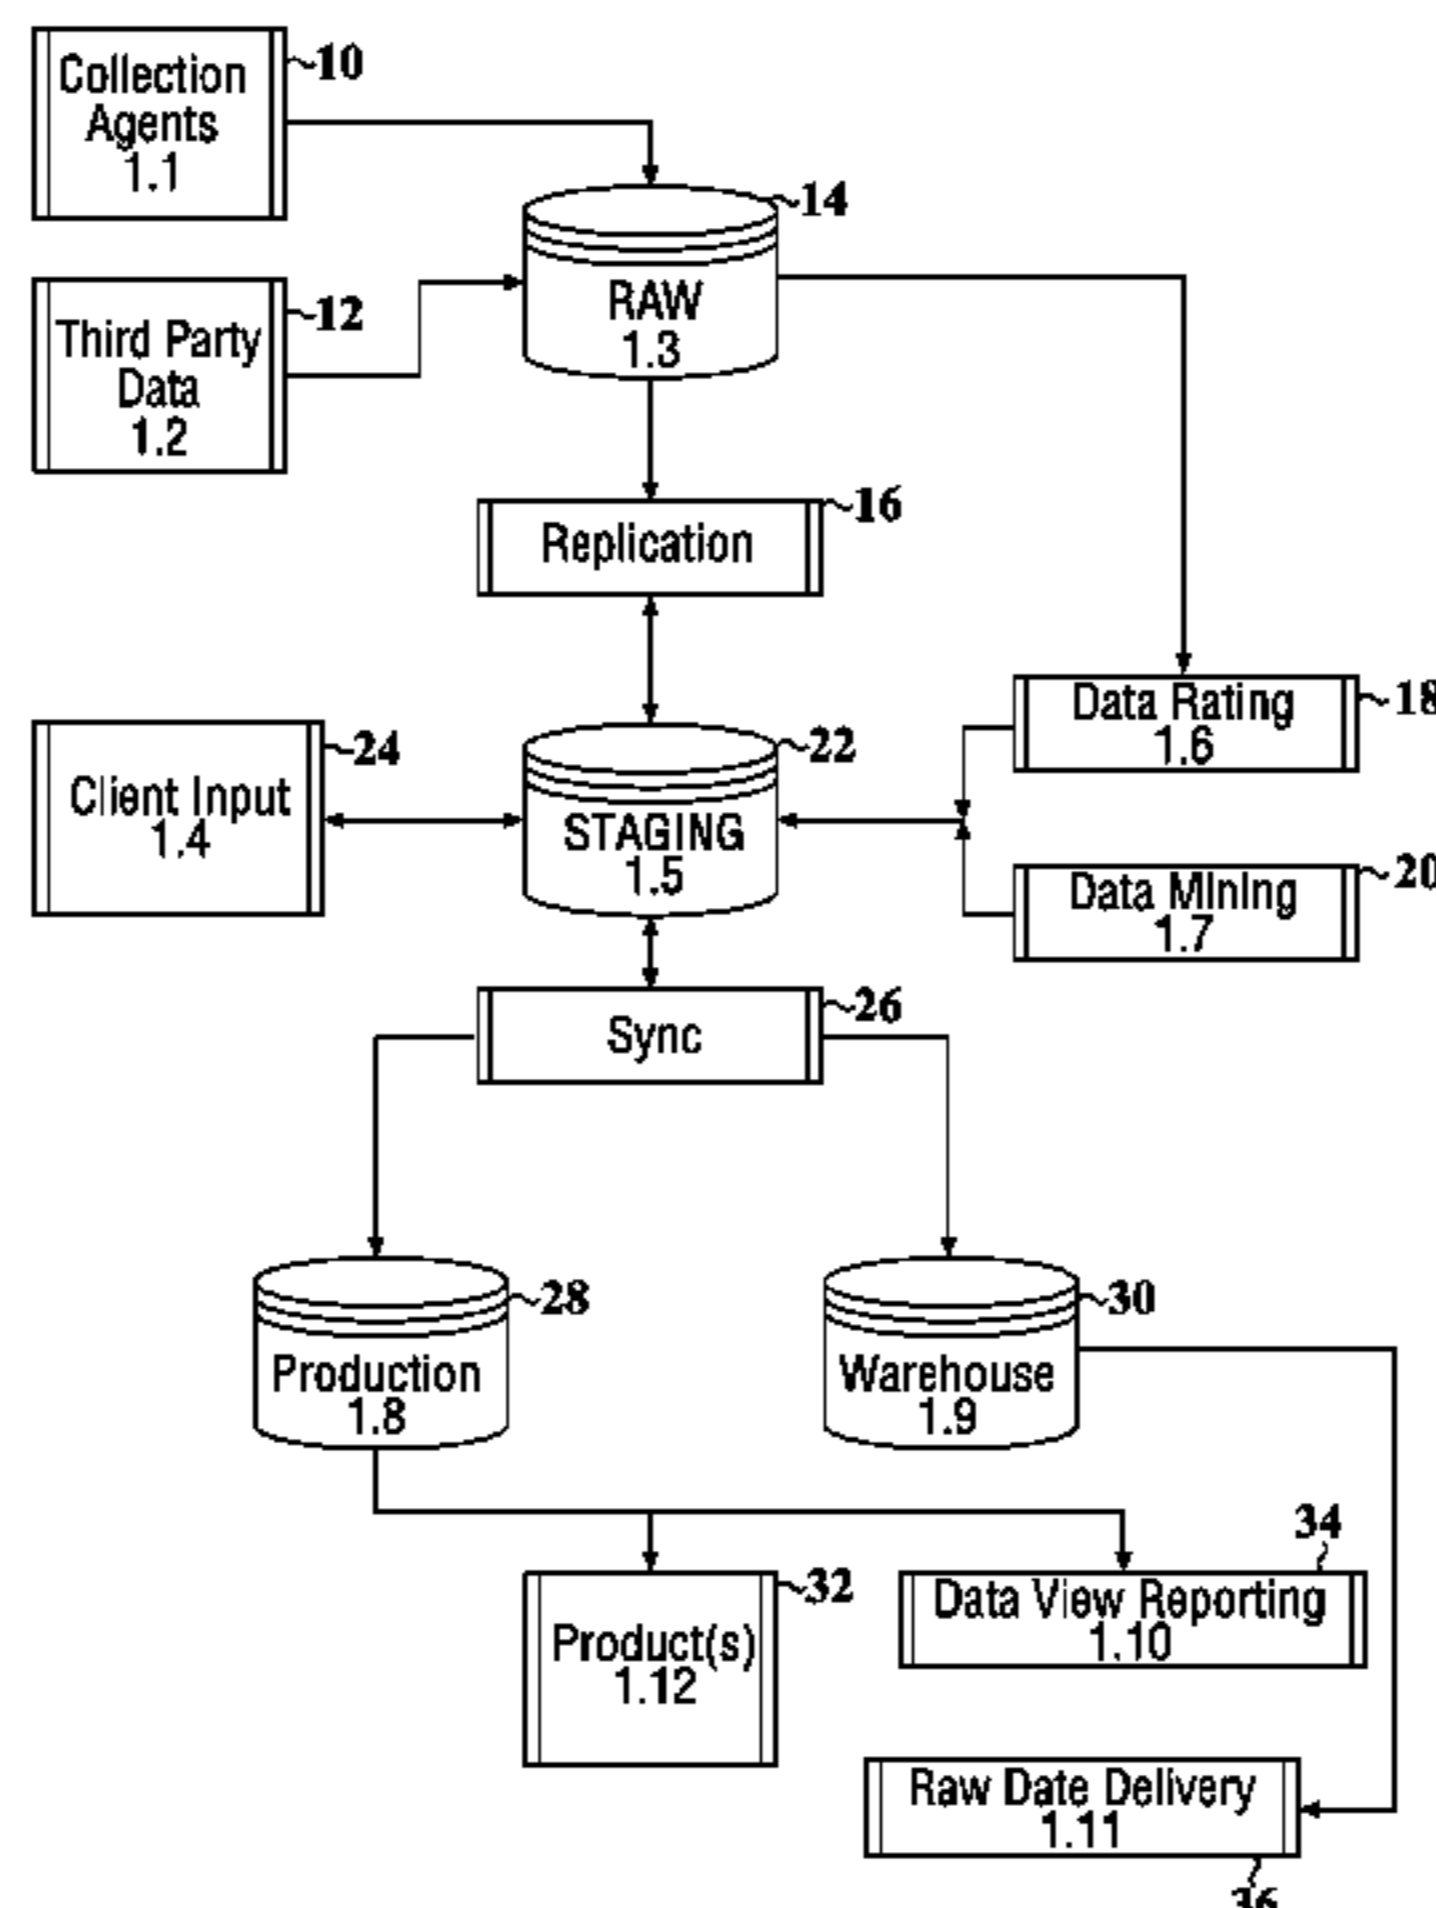 Collection
Agents
1.1
10
Third Party
Data
1.2
12
RAW
1.3
14
Replication
16
Data Rating
1.6
18
Client Input
1.4
24
STAGING
1.5
22
Data Mining
1.7
20
Sync
26
Production
1.8
28
Warehouse
1.9
30
Product(s)
1.12
32
34
Data View Reporting
1.10
Raw Date Delivery
1.11
36